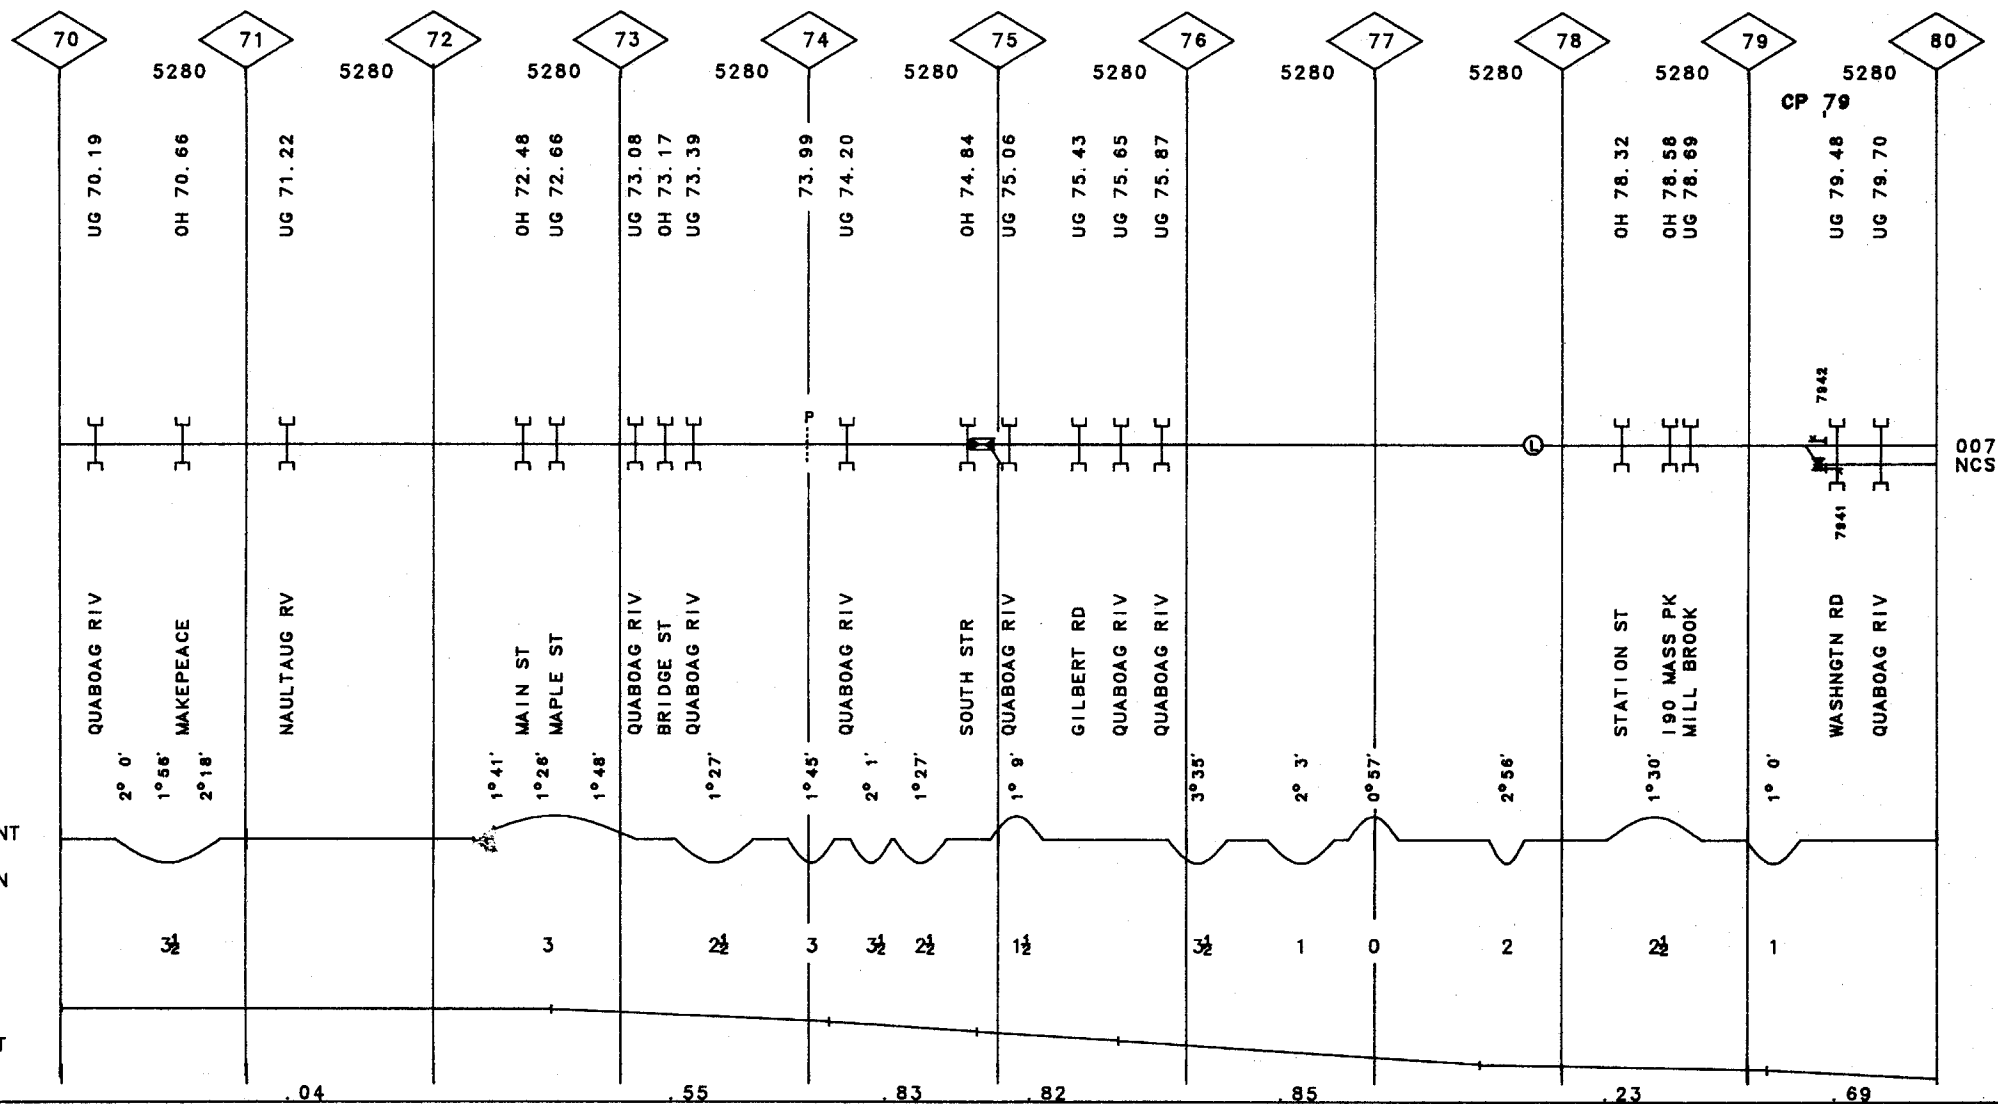 70 71 72 73 74 75 76 77 78 79 80
5280 5280 5280 5280 5280 5280 5280 5280 5280 5280
CP 79
UG 70.19
OH 70.66
UG 71.22
OH 72.48
UG 72.66
UG 73.08
OH 73.17
UG 73.39
73.99
UG 74.20
OH 74.84
UG 75.06
UG 75.43
UG 75.65
UG 75.87
OH 78.32
OH 78.58
UG 78.69
UG 79.48
UG 79.70
7942
P
L
007
NCS
7941
QUABOAG RIV
MAKEPEACE
NAULTAUG RV
MAIN ST
MAPLE ST
QUABOAG RIV
BRIDGE ST
QUABOAG RIV
QUABOAG RIV
SOUTH STR
QUABOAG RIV
GILBERT RD
QUABOAG RIV
QUABOAG RIV
STATION ST
I90 MASS PK
MILL BROOK
WASHNGTN RD
QUABOAG RIV
2° 0'
1°56'
2°18'
1°41'
1°26'
1°48'
1°27'
1°45'
2° 1'
1°27'
1° 9'
3°35'
2° 3'
0°57'
2°56'
1°30'
1° 0'
NT
N
3½ 3 2½ 3 3½ 2½ 1½ 3½ 1 0 2 2½ 1
T
.04 .55 .83 .82 .85 .23 .69